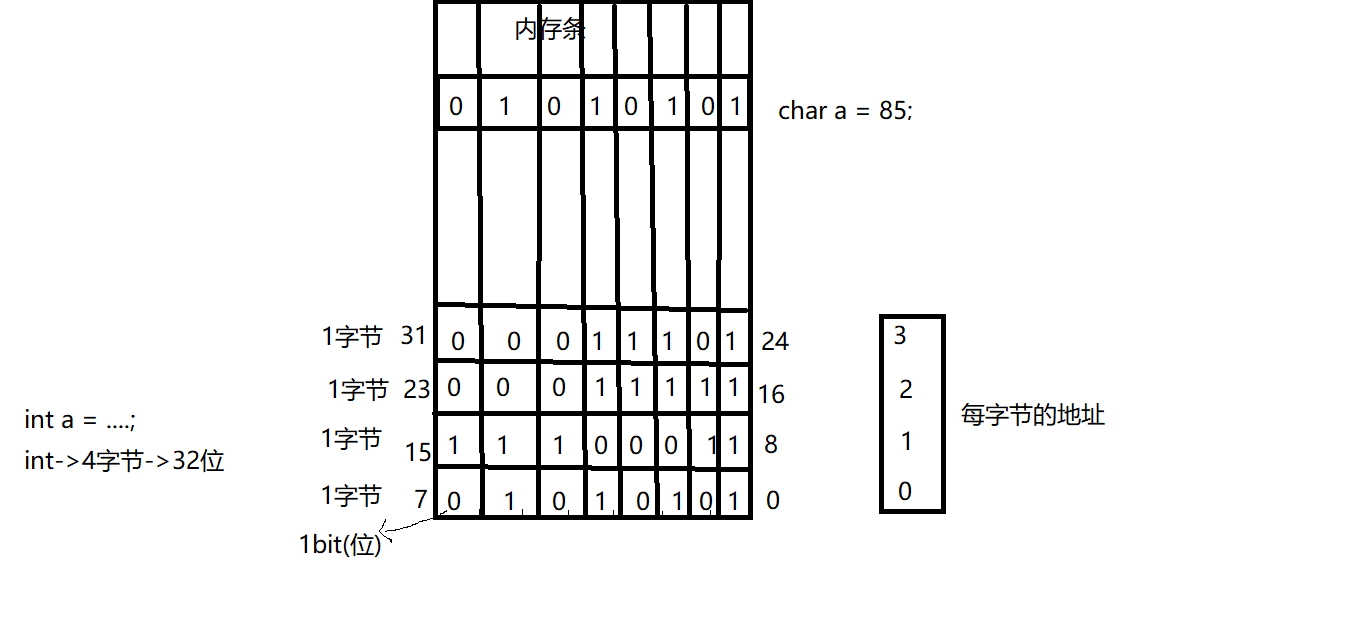 内存条
0 1 0 1 0 1 0 1 char a = 85;
1字节 31 0 0 0 1 1 1 0 1 24 3
1字节 23 0 0 0 1 1 1 1 1 16 2
每字节的地址
int a = ....;
1字节 15 1 1 1 0 0 0 1 1 8 1
int->4字节->32位
1字节 7 0 1 0 1 0 1 0 1 0 0
1bit(位)